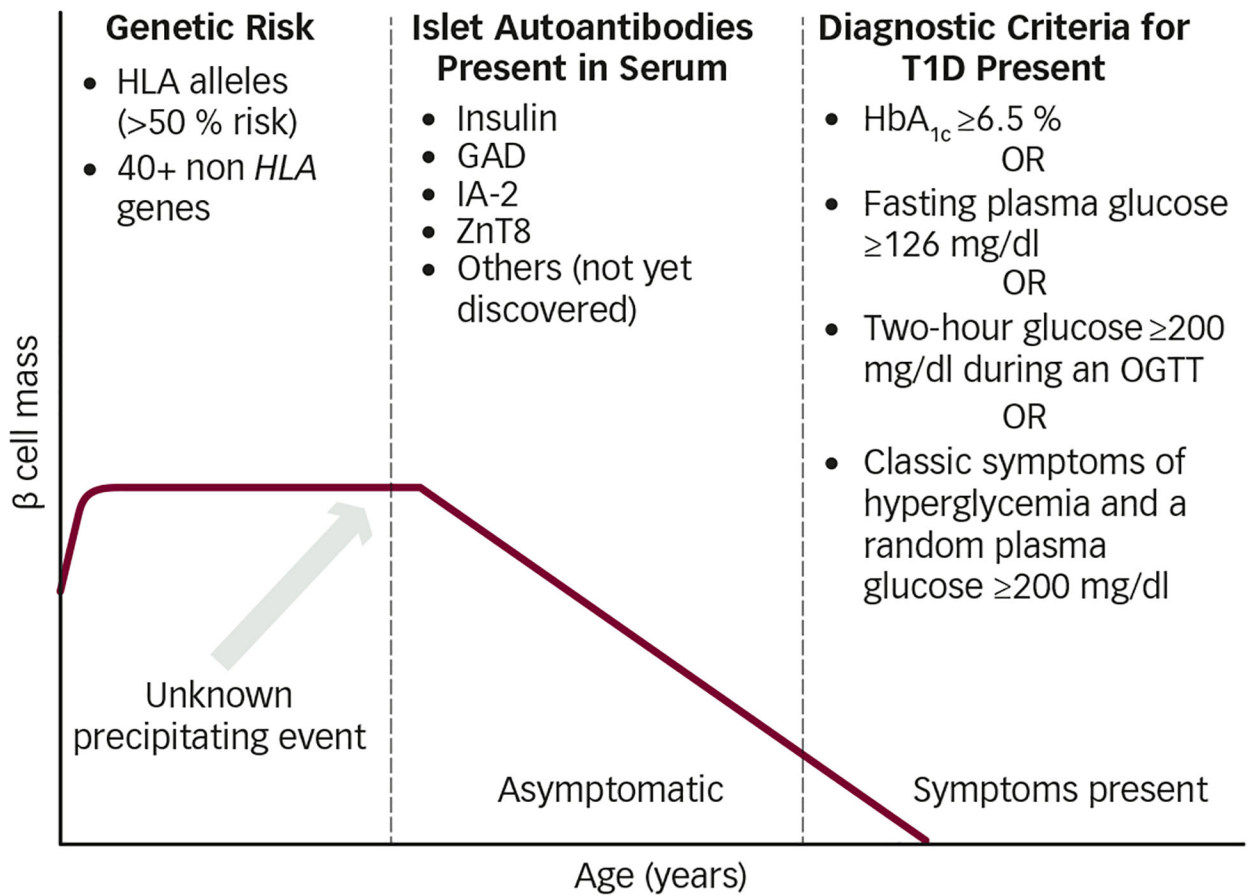 Genetic Risk
• HLA alleles
(>50 % risk)
• 40+ non HLA
genes
Islet Autoantibodies
Present in Serum
• Insulin
• GAD
• IA-2
• ZnT8
• Others (not yet
discovered)
Diagnostic Criteria for
T1D Present
• HbA1c ≥6.5 %
OR
• Fasting plasma glucose
≥126 mg/dl
OR
• Two-hour glucose ≥200
mg/dl during an OGTT
OR
• Classic symptoms of
hyperglycemia and a
random plasma
glucose ≥200 mg/dl
β cell mass
Unknown
precipitating event
Asymptomatic
Symptoms present
Age (years)